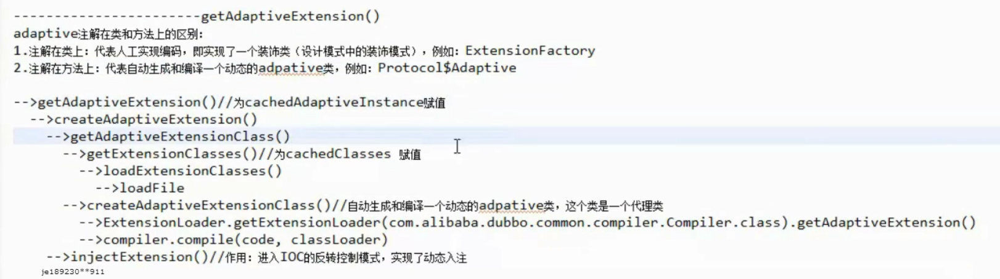 -----------------------getAdaptiveExtension()
adaptive注解在类和方法上的区别：
1.注解在类上：代表人工实现编码，即实现了一个装饰类（设计模式中的装饰模式），例如：ExtensionFactory
2.注解在方法上：代表自动生成和编译一个动态的adpative类，例如：Protocol$Adaptive
-->getAdaptiveExtension()//为cachedAdaptiveInstance赋值
-->createAdaptiveExtension()
-->getAdaptiveExtensionClass()
-->getExtensionClasses()//为cachedClasses 赋值
-->loadExtensionClasses()
-->loadFile
-->createAdaptiveExtensionClass()//自动生成和编译一个动态的adpative类，这个类是一个代理类
-->ExtensionLoader.getExtensionLoader(com.alibaba.dubbo.common.compiler.Compiler.class).getAdaptiveExtension()
-->compiler.compile(code, classLoader)
-->injectExtension()//作用：进入IOC的反转控制模式，实现了动态入注
je189230**911